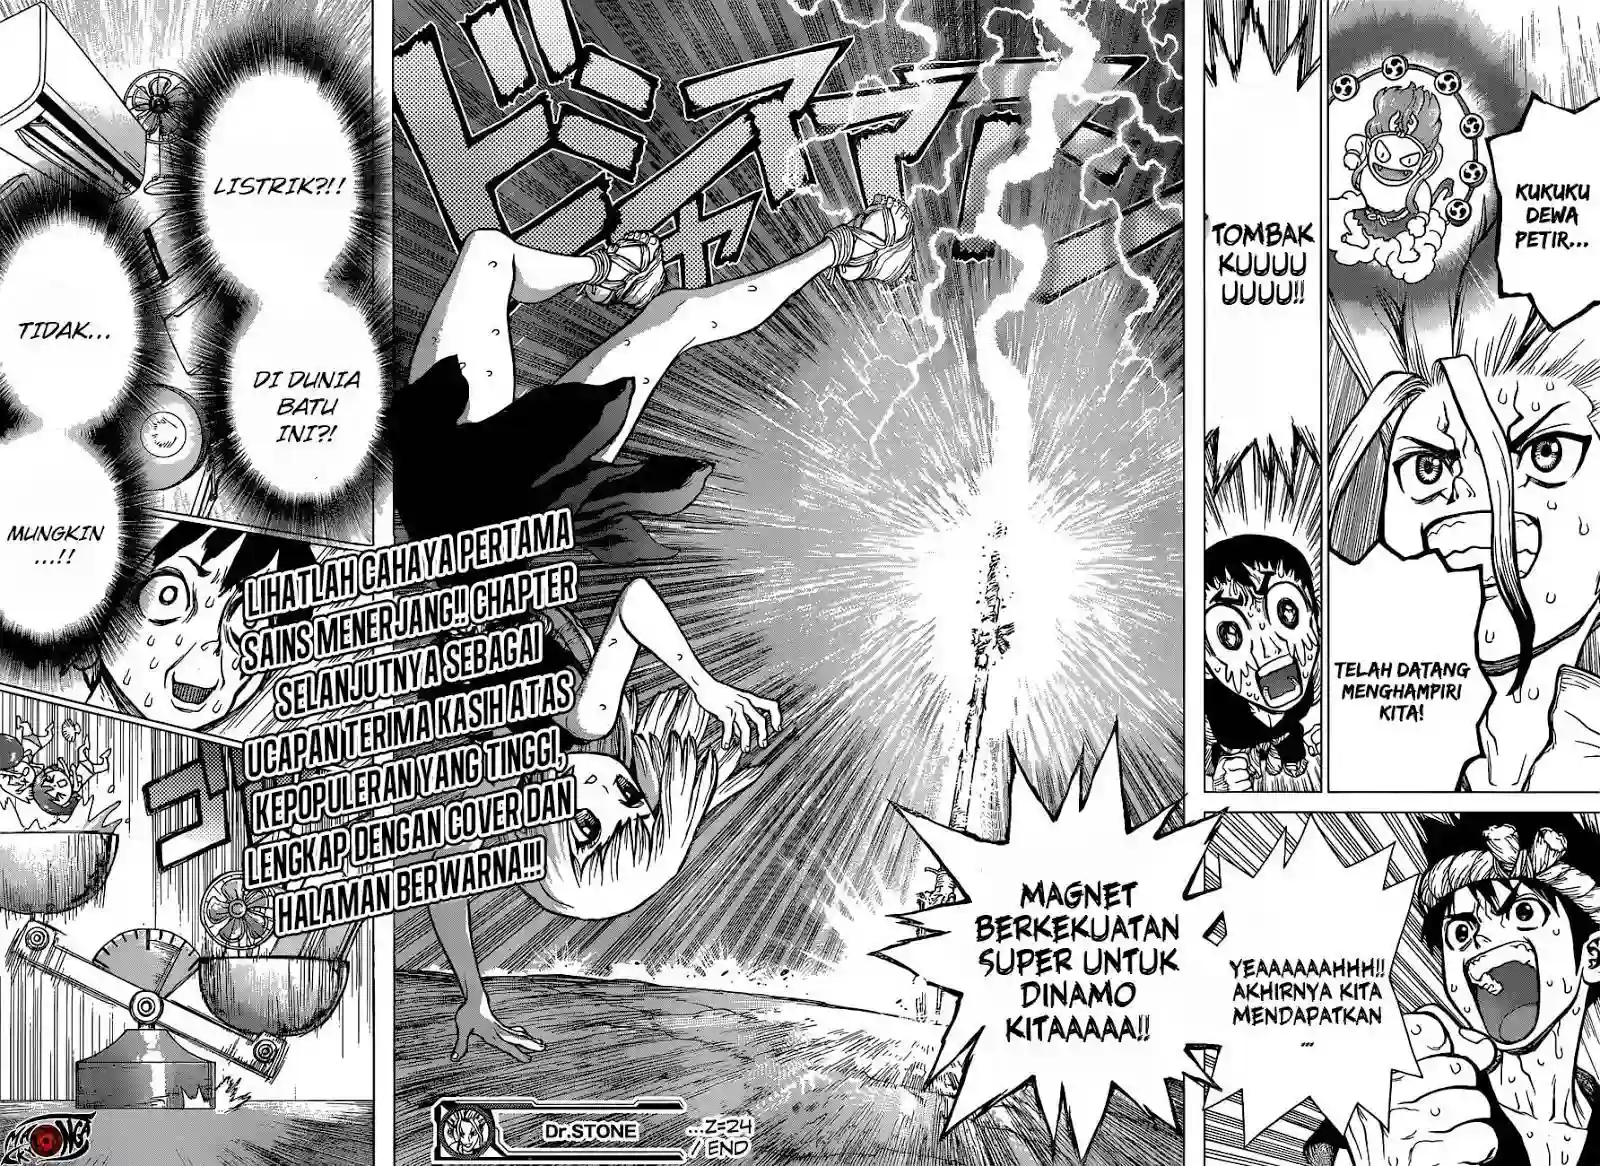 KUKUKU
DEWA
PETIR...
TELAH DATANG
MENGHAMPIRI
KITA!
TOMBAK
KUUUU
UUUU!!
YEAAAAAAHHH!!
AKHIRNYA KITA
MENDAPATKAN
...
MAGNET
BERKEKUATAN
SUPER UNTUK
DINAMO
KITAAAAA!!
LISTRIK?!!
DI DUNIA
BATU
INI?!
TIDAK...
MUNGKIN
...!!
LIHATLAH CAHAYA PERTAMA
SAINS MENERJANG!! CHAPTER
SELANJUTNYA SEBAGAI
UCAPAN TERIMA KASIH ATAS
KEPOPULERAN YANG TINGGI,
LENGKAP DENGAN COVER DAN
HALAMAN BERWARNA!!!
Dr.STONE
...Z=24
/ END